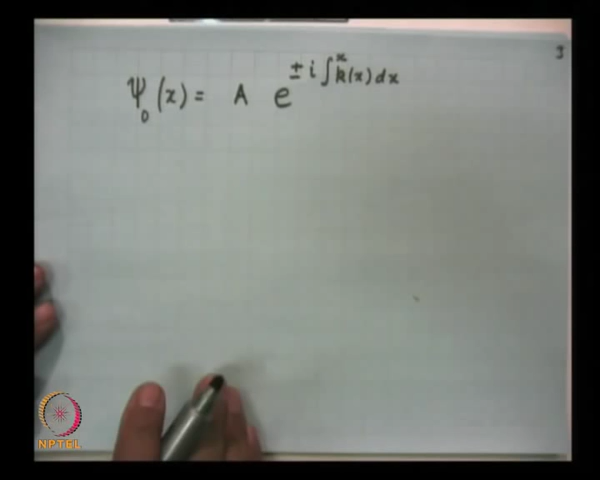 3
ψ₀(x) = A e^{± i ∫^x k(x) dx}
NPTEL